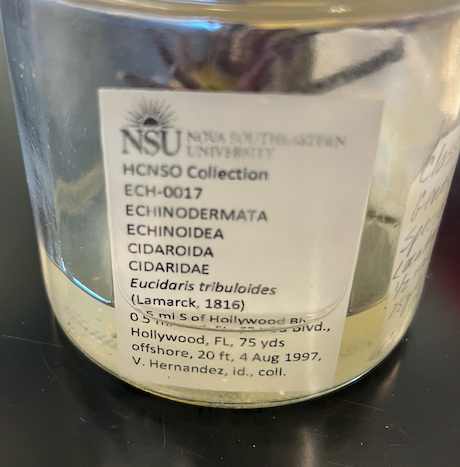 NSU NOVA SOUTHEASTERN
UNIVERSITY
HCNSO Collection
ECH-0017
ECHINODERMATA
ECHINOIDEA
CIDAROIDA
CIDARIDAE
Eucidaris tribuloides
(Lamarck, 1816)
0.5 mi S of Hollywood Blvd.,
Hollywood, FL, 75 yds
offshore, 20 ft, 4 Aug 1997,
V. Hernandez, id., coll.